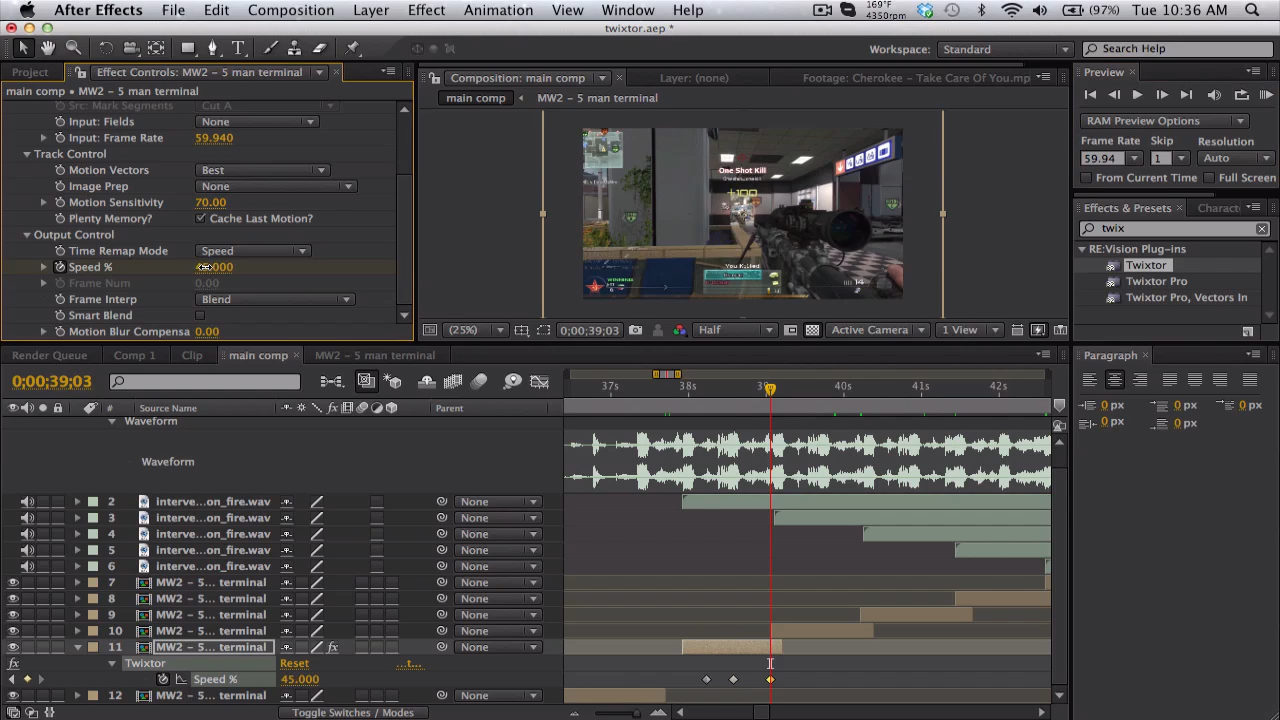 After Effects File Edit Composition Layer Effect Animation View Window Help 169°F 4350rpm (97%) Tue 10:36 AM
twixtor.aep *
Workspace: Standard Search Help
Project Effect Controls: MW2 - 5 man terminal Composition: main comp Layer: (none) Footage: Cherokee - Take Care Of You.mp Preview
main comp • MW2 - 5 man terminal main comp MW2 - 5 man terminal
Src: Mark Segments Cut A
Input: Fields None
Input: Frame Rate 59.940
Track Control
Motion Vectors Best
Image Prep None
Motion Sensitivity 70.00
Plenty Memory? Cache Last Motion?
Output Control
Time Remap Mode Speed
Speed %
Frame Num 0.00
Frame Interp Blend
Smart Blend
Motion Blur Compensa 0.00
One Shot Kill
+100
You Killed
(25%) 0;00;39;03 Half Active Camera 1 View
RAM Preview Options
Frame Rate Skip Resolution
59.94 1 Auto
From Current Time Full Screen
Effects & Presets Charact
twix
RE:Vision Plug-ins
Twixtor
Twixtor Pro
Twixtor Pro, Vectors In
Render Queue Comp 1 Clip main comp MW2 - 5 man terminal
0;00;39;03
37s 38s 39 40s 41s 42s
# Source Name Parent
Waveform
Waveform
2 interve...on_fire.wav None
3 interve...on_fire.wav None
4 interve...on_fire.wav None
5 interve...on_fire.wav None
6 interve...on_fire.wav None
7 MW2 - 5... terminal None
8 MW2 - 5... terminal None
9 MW2 - 5... terminal None
10 MW2 - 5... terminal None
11 MW2 - 5... terminal fx None
fx Twixtor Reset ...t...
Speed % 45.000
12 MW2 - 5... terminal None
Toggle Switches / Modes
Paragraph
0 px 0 px 0 px
0 px 0 px